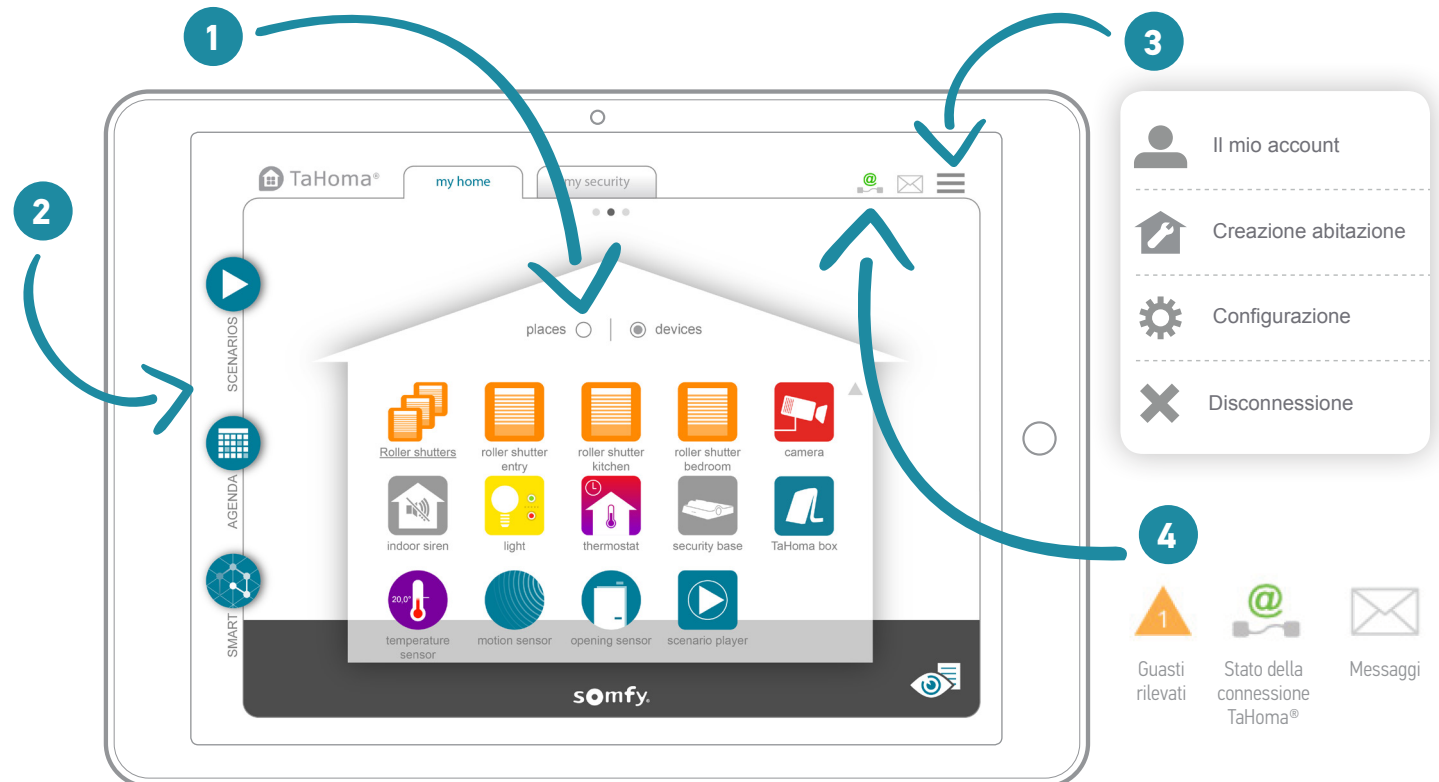 1
3
Il mio account
TaHoma®
my home
my security
@
2
Creazione abitazione
SCENARIOS
places
devices
Configurazione
Roller shutters
roller shutter
entry
roller shutter
kitchen
roller shutter
bedroom
camera
Disconnessione
AGENDA
indoor siren
light
thermostat
security base
TaHoma box
4
SMART
20,0°
temperature
sensor
motion sensor
opening sensor
scenario player
somfy.
1
@
Guasti
rilevati
Stato della
connessione
TaHoma®
Messaggi